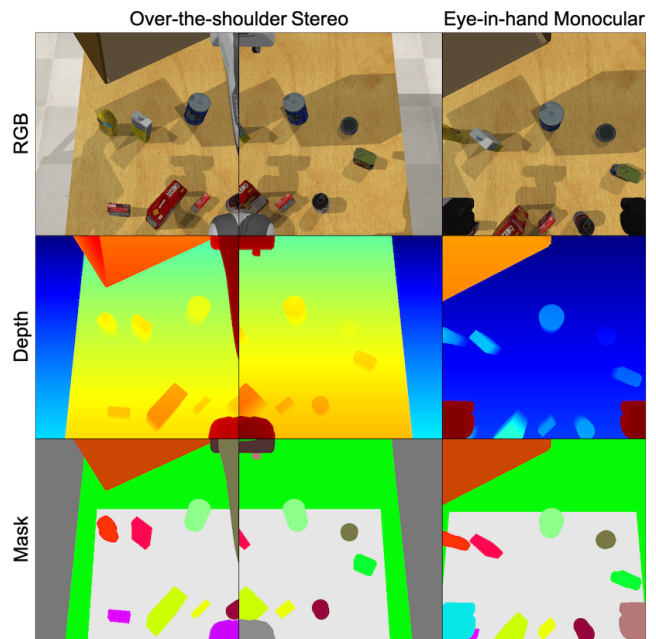 Over-the-shoulder Stereo
Eye-in-hand Monocular
RGB
Depth
Mask